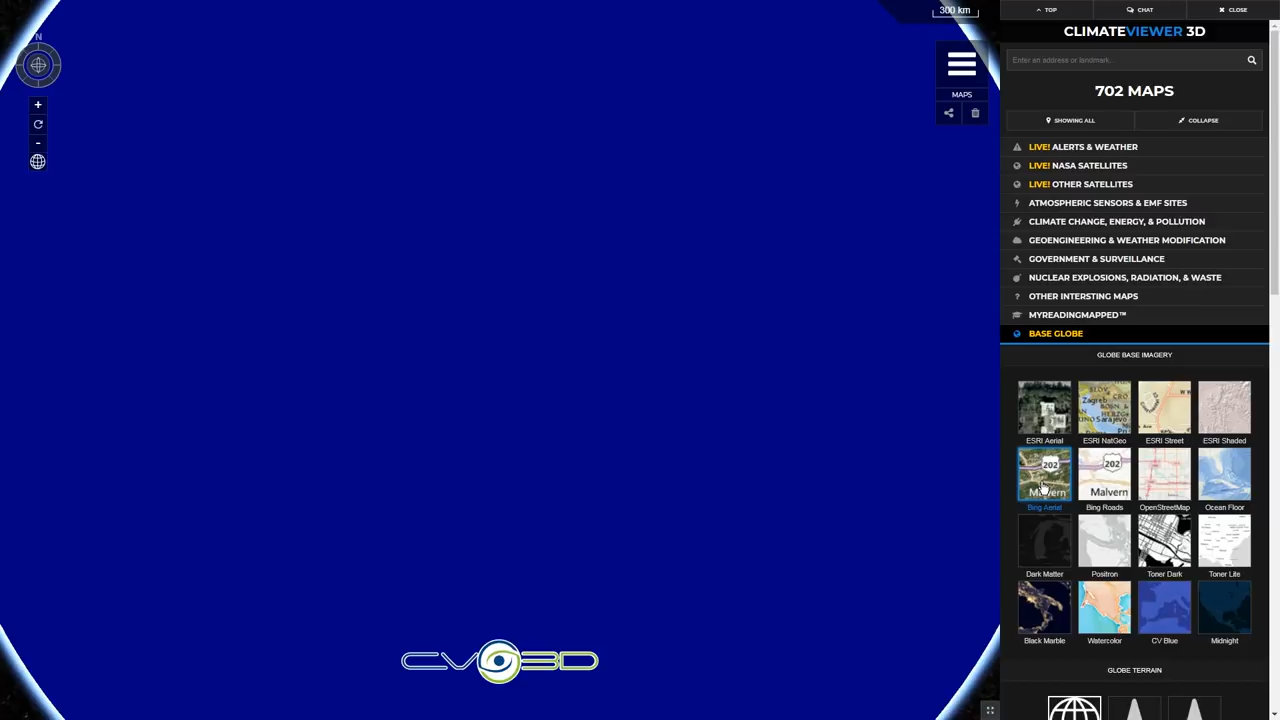 300 km
N
+
-
MAPS
CV3D
TOP
CHAT
CLOSE
CLIMATEVIEWER 3D
Enter an address or landmark...
702 MAPS
SHOWING ALL
COLLAPSE
LIVE! ALERTS & WEATHER
LIVE! NASA SATELLITES
LIVE! OTHER SATELLITES
ATMOSPHERIC SENSORS & EMF SITES
CLIMATE CHANGE, ENERGY, & POLLUTION
GEOENGINEERING & WEATHER MODIFICATION
GOVERNMENT & SURVEILLANCE
NUCLEAR EXPLOSIONS, RADIATION, & WASTE
? OTHER INTERSTING MAPS
MYREADINGMAPPED™
BASE GLOBE
GLOBE BASE IMAGERY
Zagreb
Sarajevo
ESRI Aerial
ESRI NatGeo
ESRI Street
ESRI Shaded
202
Malvern
202
Malvern
Bing Aerial
Bing Roads
OpenStreetMap
Ocean Floor
Dark Matter
Positron
Toner Dark
Toner Lite
Black Marble
Watercolor
CV Blue
Midnight
GLOBE TERRAIN